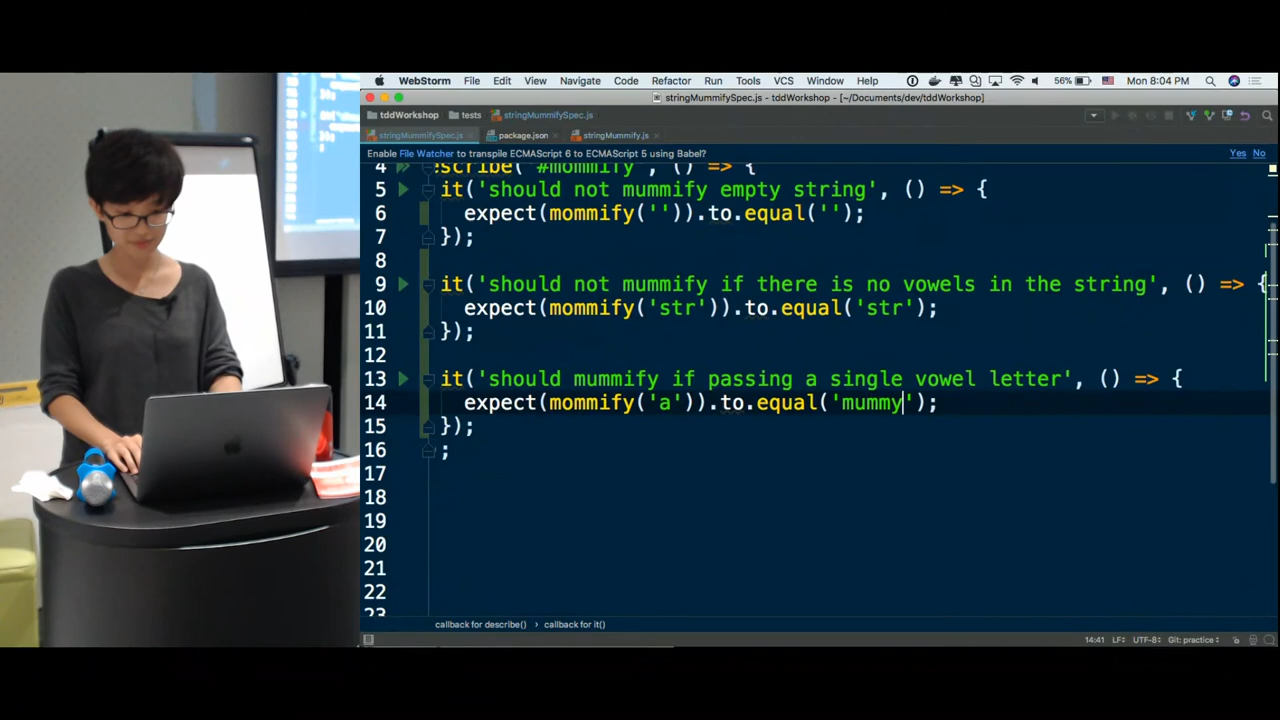 WebStorm File Edit View Navigate Code Refactor Run Tools VCS Window Help 56% Mon 8:04 PM
stringMummifySpec.js - tddWorkshop - [~/Documents/dev/tddWorkshop]
tddWorkshop tests stringMummifySpec.js
stringMummifySpec.js package.json stringMummify.js
Enable File Watcher to transpile ECMAScript 6 to ECMAScript 5 using Babel? Yes No
4 scribe('#mommify', () => {
5 it('should not mummify empty string', () => {
6 expect(mommify('')).to.equal('');
7 });
8
9 it('should not mummify if there is no vowels in the string', () => {
10 expect(mommify('str')).to.equal('str');
11 });
12
13 it('should mummify if passing a single vowel letter', () => {
14 expect(mommify('a')).to.equal('mummy');
15 });
16 ;
17
18
19
20
21
22
23
callback for describe() › callback for it()
14:41 LF÷ UTF-8÷ Git: practice÷